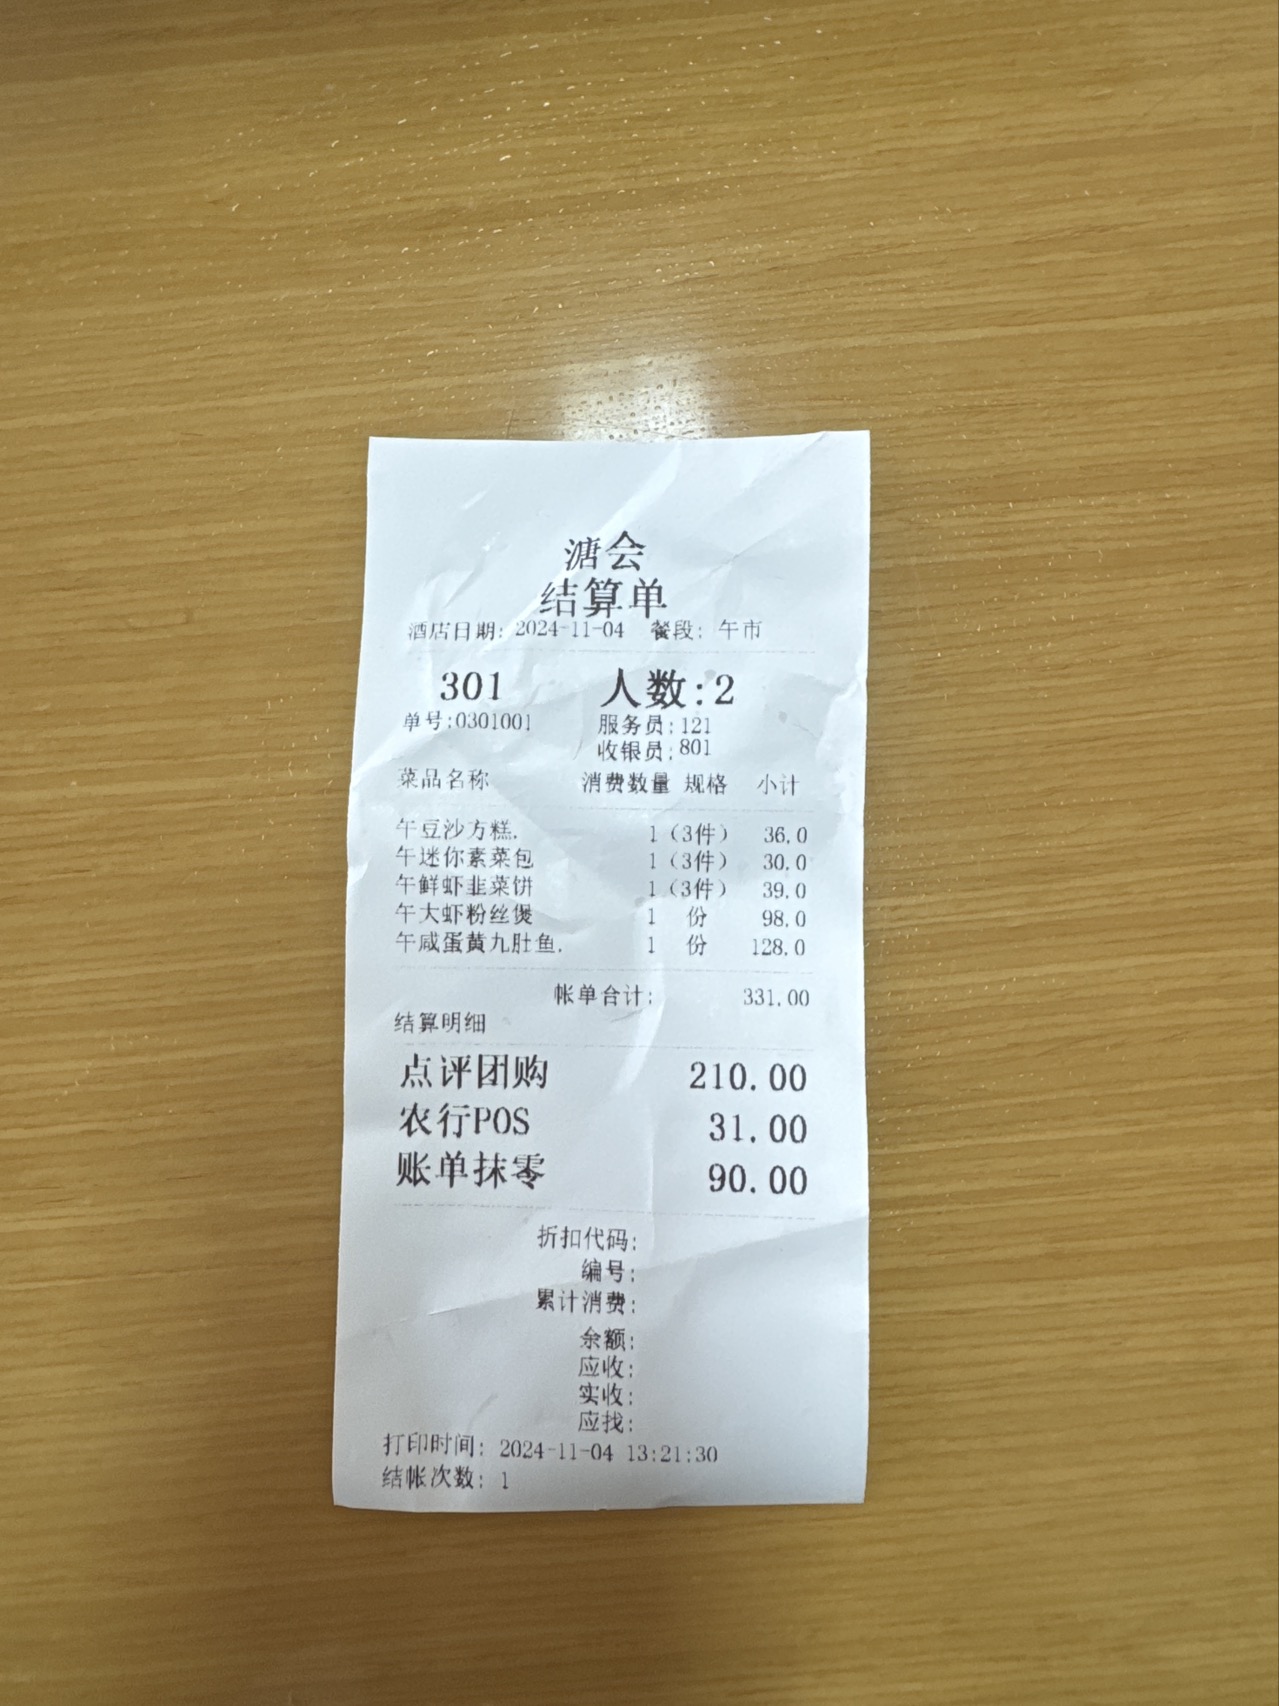 溏会
结算单
酒店日期: 2024-11-04 餐段: 午市
301 人数:2
单号:0301001 服务员:121
收银员:801
菜品名称 消费数量 规格 小计
午豆沙方糕. 1 (3件) 36.0
午迷你素菜包 1 (3件) 30.0
午鲜虾韭菜饼 1 (3件) 39.0
午大虾粉丝煲 1 份 98.0
午咸蛋黄九肚鱼. 1 份 128.0
帐单合计: 331.00
结算明细
点评团购 210.00
农行POS 31.00
账单抹零 90.00
折扣代码:
编号:
累计消费:
余额:
应收:
实收:
应找:
打印时间: 2024-11-04 13:21:30
结帐次数: 1